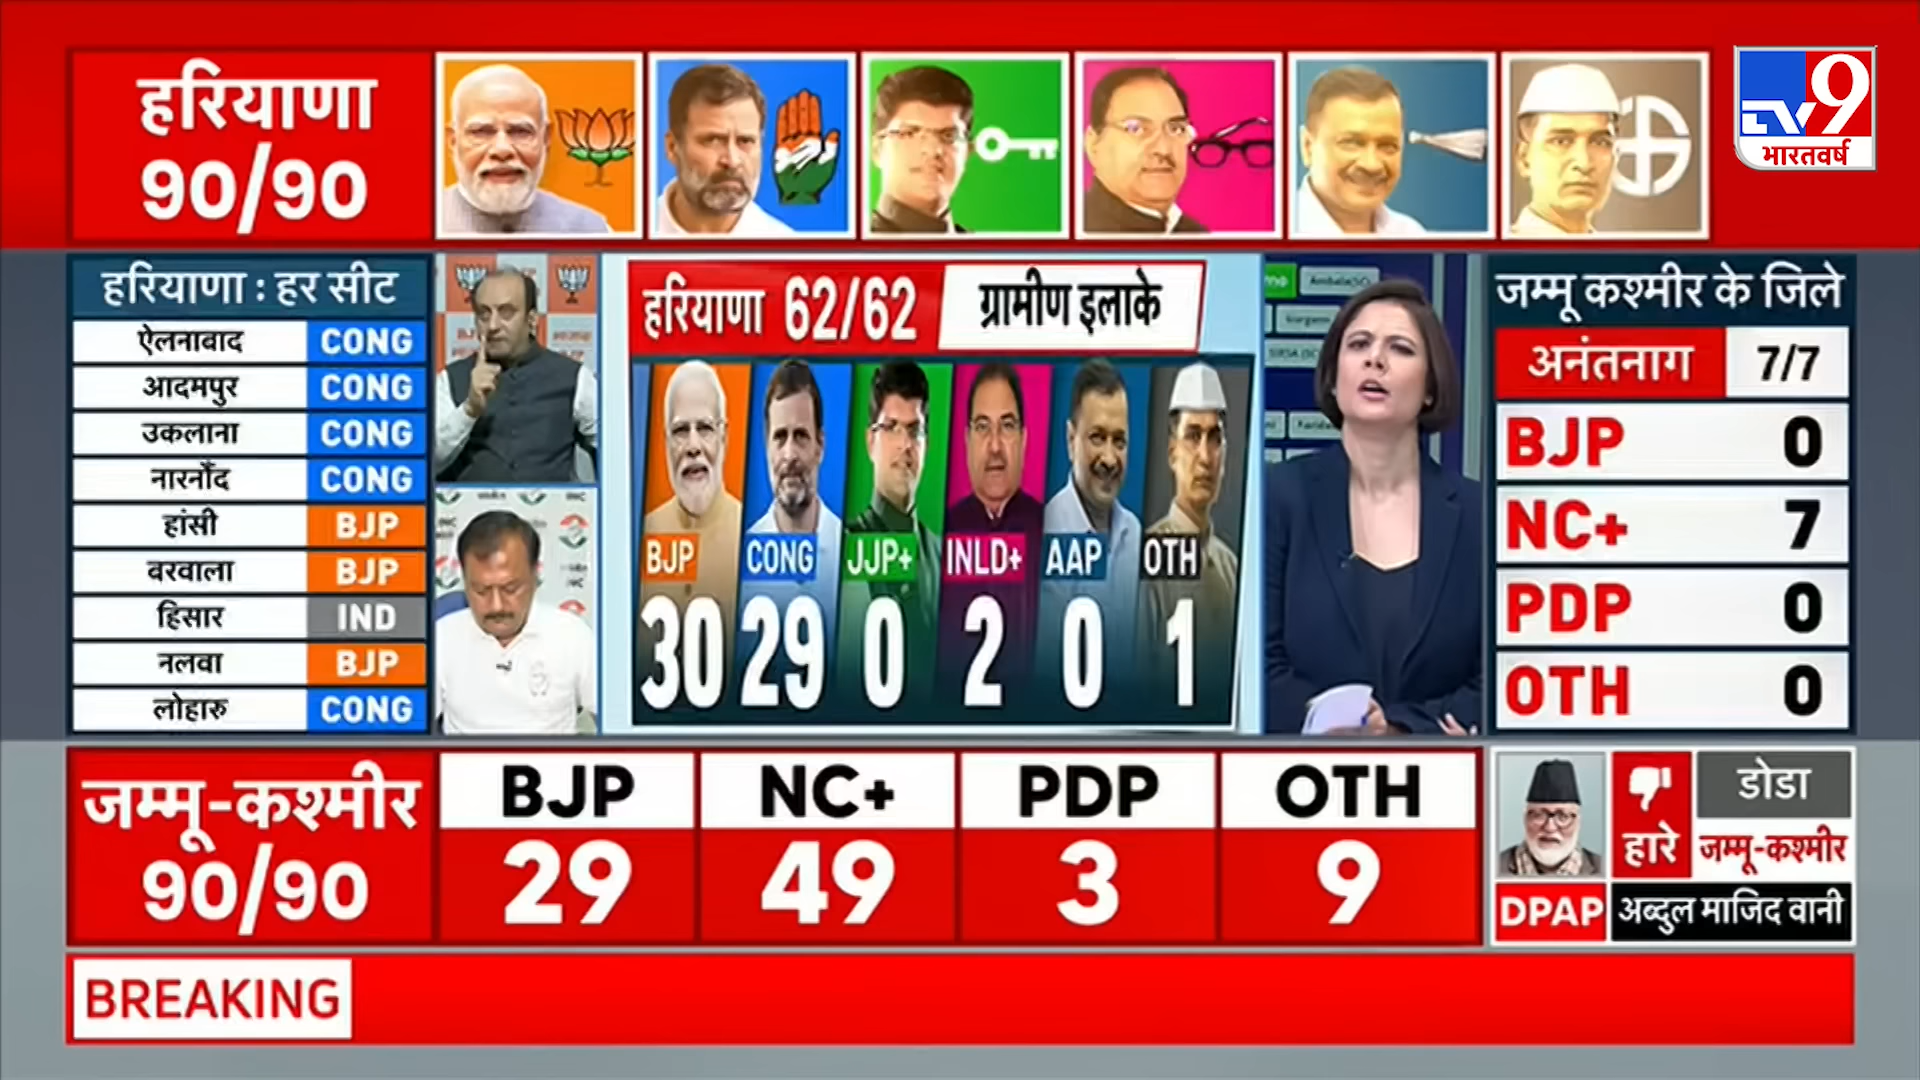 हरियाणा
90/90
TV9
भारतवर्ष
हरियाणा : हर सीट
ऐलनाबाद CONG
आदमपुर CONG
उकलाना CONG
नारनौंद CONG
हांसी BJP
बरवाला BJP
हिसार IND
नलवा BJP
लोहारु CONG
हरियाणा 62/62 ग्रामीण इलाके
BJP CONG JJP+ INLD+ AAP OTH
30 29 0 2 0 1
जम्मू कश्मीर के जिले
अनंतनाग 7/7
BJP 0
NC+ 7
PDP 0
OTH 0
जम्मू-कश्मीर
90/90
BJP NC+ PDP OTH
29 49 3 9
डोडा
हारे जम्मू-कश्मीर
DPAP अब्दुल माजिद वानी
BREAKING